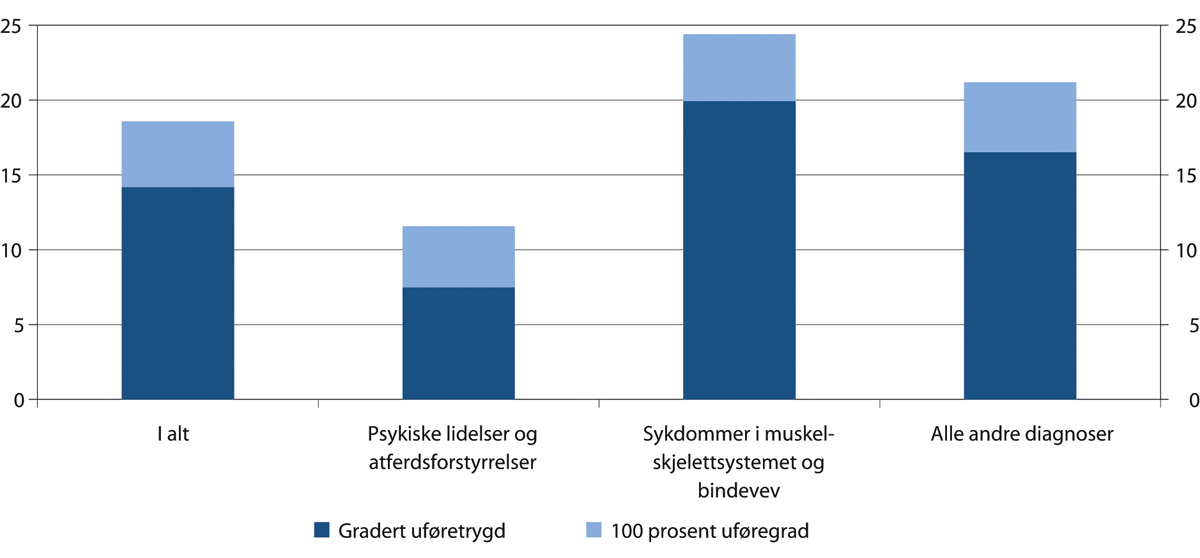 25 25
20 20
15 15
10 10
5 5
0 0
I alt
Psykiske lidelser og
atferdsforstyrrelser
Sykdommer i muskel-
skjelettsystemet og
bindevev
Alle andre diagnoser
Gradert uføretrygd 100 prosent uføregrad